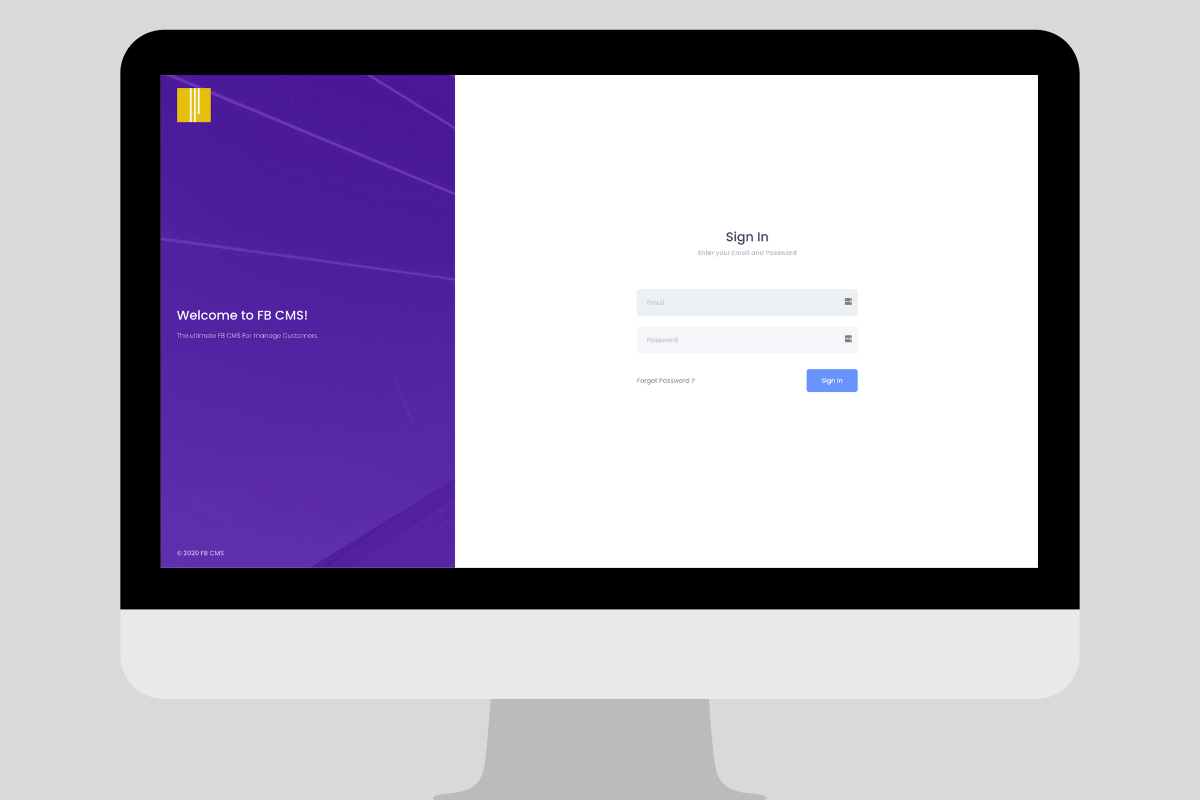 Welcome to FB CMS!
The ultimate FB CMS For manage Customers.
© 2020 FB CMS
Sign In
Enter your Email and Password
Email
Password
Forgot Password ?
Sign In